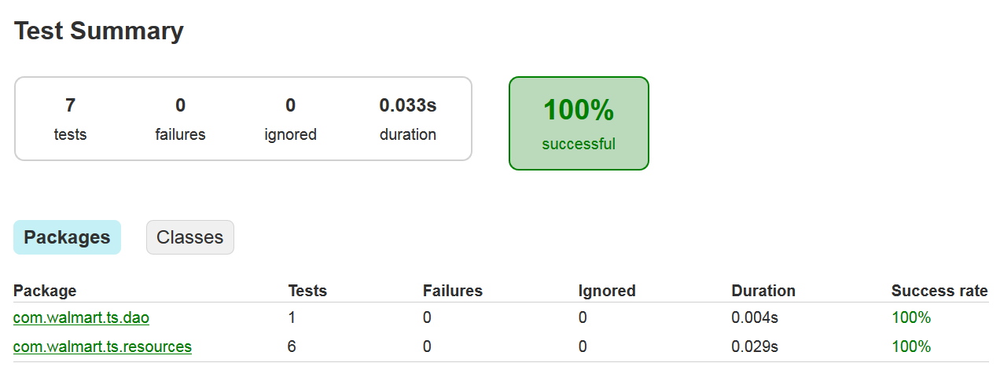 Test Summary
7 0 0 0.033s
tests failures ignored duration
100%
successful
Packages Classes
Package Tests Failures Ignored Duration Success rate
com.walmart.ts.dao 1 0 0 0.004s 100%
com.walmart.ts.resources 6 0 0 0.029s 100%